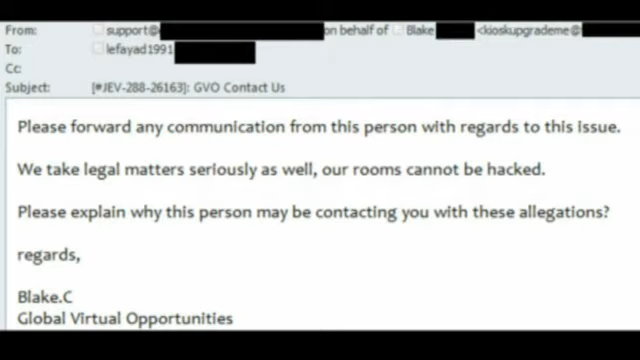 From: support@ on behalf of Blake <kioskupgrademe@
To: lefayad1991
Cc:
Subject: [#JEV-288-26163]: GVO Contact Us
Please forward any communication from this person with regards to this issue.
We take legal matters seriously as well, our rooms cannot be hacked.
Please explain why this person may be contacting you with these allegations?
regards,
Blake.C
Global Virtual Opportunities